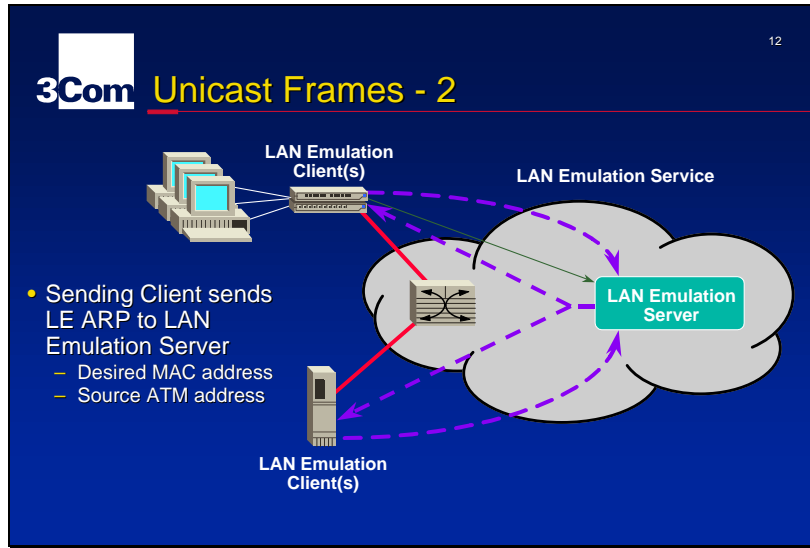 12
3Com
Unicast Frames - 2
LAN Emulation
Client(s)
LAN Emulation Service
• Sending Client sends
LE ARP to LAN
Emulation Server
– Desired MAC address
– Source ATM address
LAN Emulation
Server
LAN Emulation
Client(s)